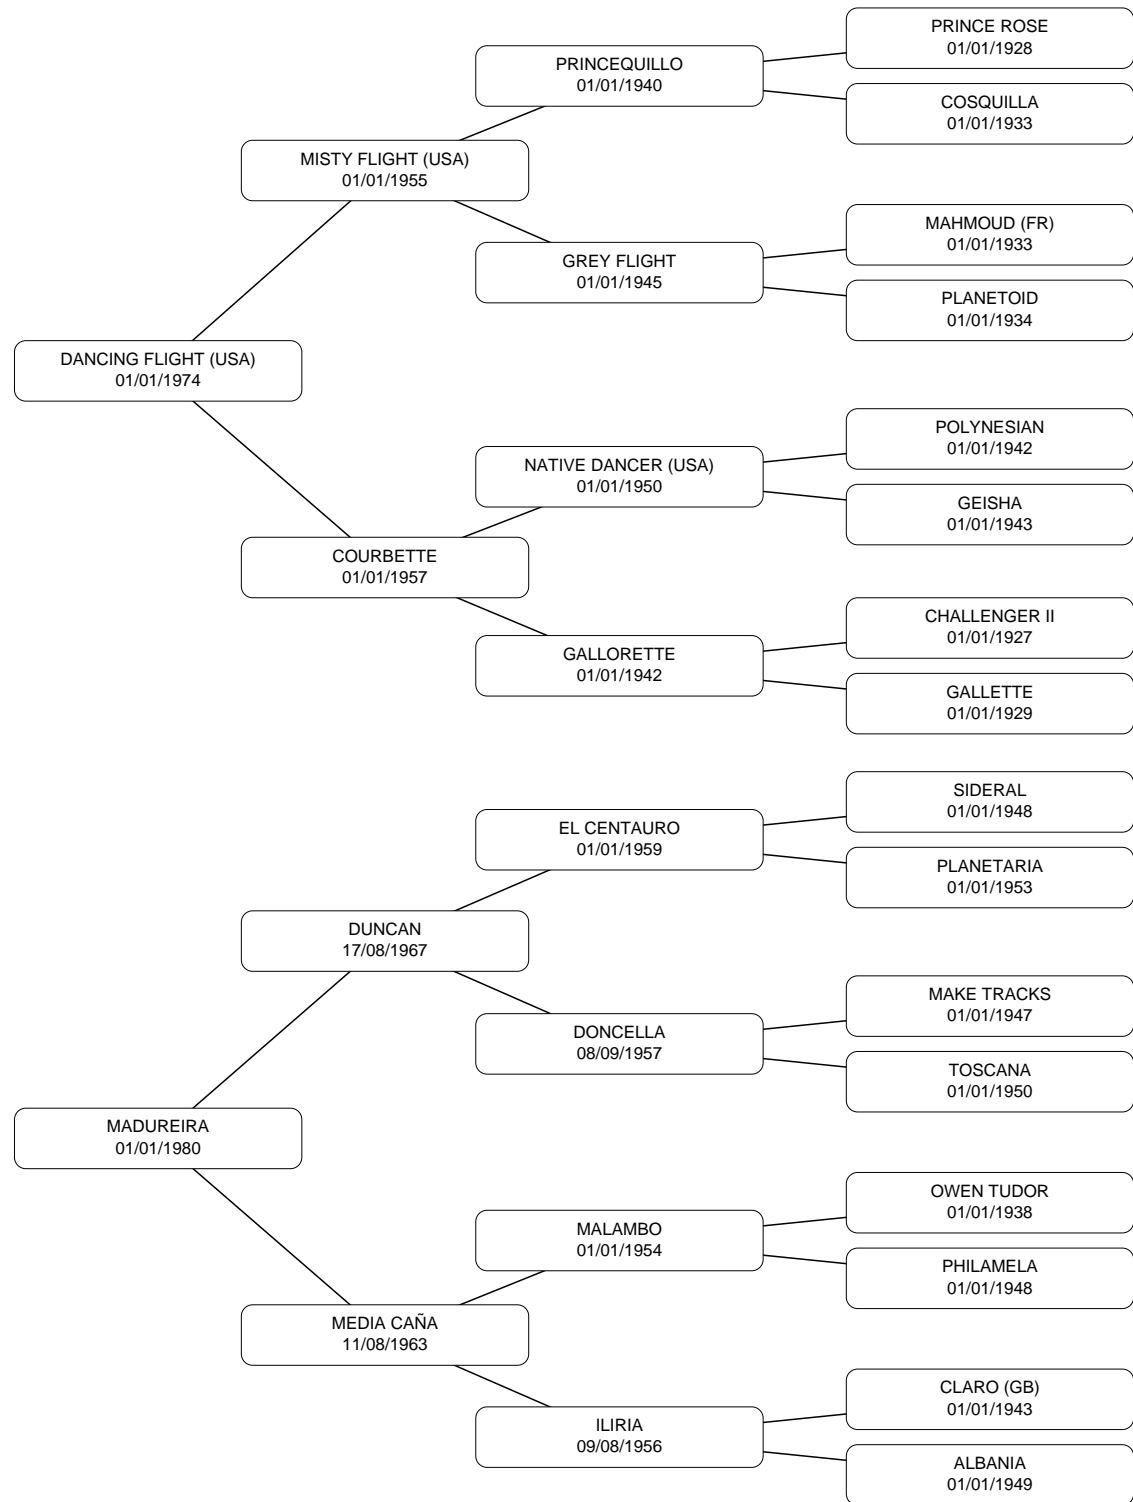 PRINCE ROSE
01/01/1928
PRINCEQUILLO
01/01/1940
COSQUILLA
01/01/1933
MISTY FLIGHT (USA)
01/01/1955
MAHMOUD (FR)
01/01/1933
GREY FLIGHT
01/01/1945
PLANETOID
01/01/1934
DANCING FLIGHT (USA)
01/01/1974
POLYNESIAN
01/01/1942
NATIVE DANCER (USA)
01/01/1950
GEISHA
01/01/1943
COURBETTE
01/01/1957
CHALLENGER II
01/01/1927
GALLORETTE
01/01/1942
GALLETTE
01/01/1929
SIDERAL
01/01/1948
EL CENTAURO
01/01/1959
PLANETARIA
01/01/1953
DUNCAN
17/08/1967
MAKE TRACKS
01/01/1947
DONCELLA
08/09/1957
TOSCANA
01/01/1950
MADUREIRA
01/01/1980
OWEN TUDOR
01/01/1938
MALAMBO
01/01/1954
PHILAMELA
01/01/1948
MEDIA CAÑA
11/08/1963
CLARO (GB)
01/01/1943
ILIRIA
09/08/1956
ALBANIA
01/01/1949